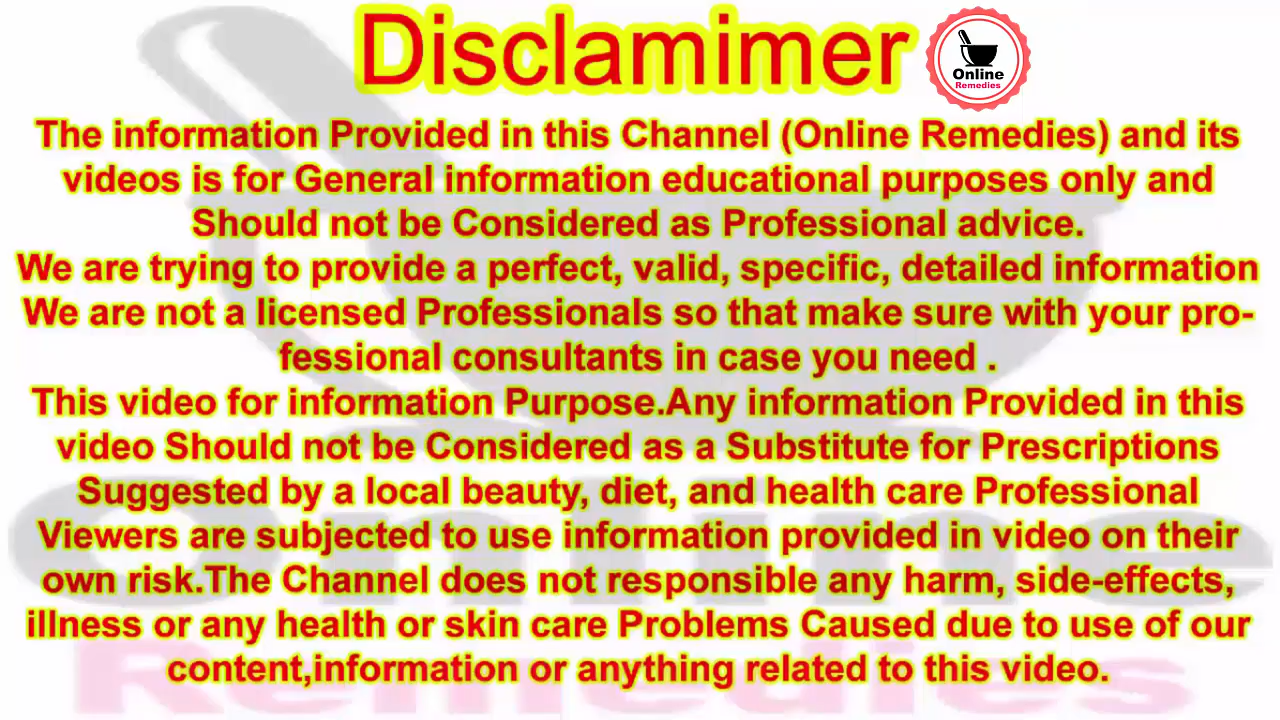 Disclamimer
Online
Remedies
The information Provided in this Channel (Online Remedies) and its
videos is for General information educational purposes only and
Should not be Considered as Professional advice.
We are trying to provide a perfect, valid, specific, detailed information
We are not a licensed Professionals so that make sure with your pro-
fessional consultants in case you need .
This video for information Purpose.Any information Provided in this
video Should not be Considered as a Substitute for Prescriptions
Suggested by a local beauty, diet, and health care Professional
Viewers are subjected to use information provided in video on their
own risk.The Channel does not responsible any harm, side-effects,
illness or any health or skin care Problems Caused due to use of our
content,information or anything related to this video.
Online
Remedies